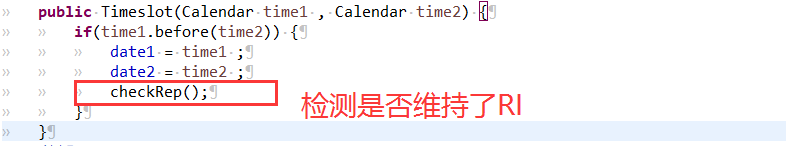 public Timeslot(Calendar time1 , Calendar time2) {
if(time1.before(time2)) {
date1 = time1 ;
date2 = time2 ;
checkRep();
检测是否维持了RI
}
}